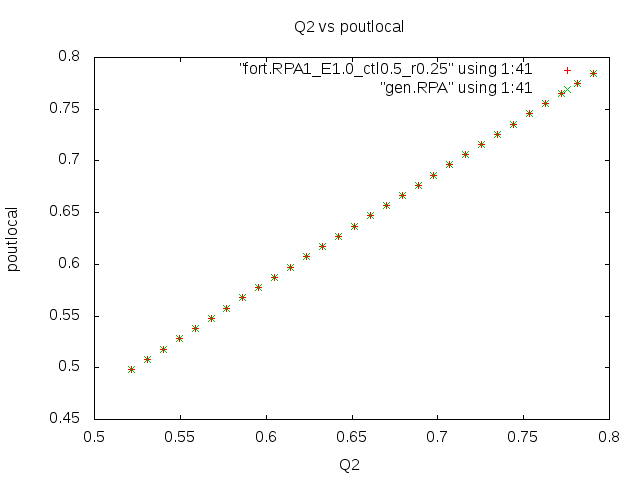 Q2 vs poutlocal
"fort.RPA1_E1.0_ctl0.5_r0.25" using 1:41
"gen.RPA" using 1:41
0.8
0.75
0.7
0.65
0.6
0.55
0.5
0.45
poutlocal
0.5 0.55 0.6 0.65 0.7 0.75 0.8
Q2